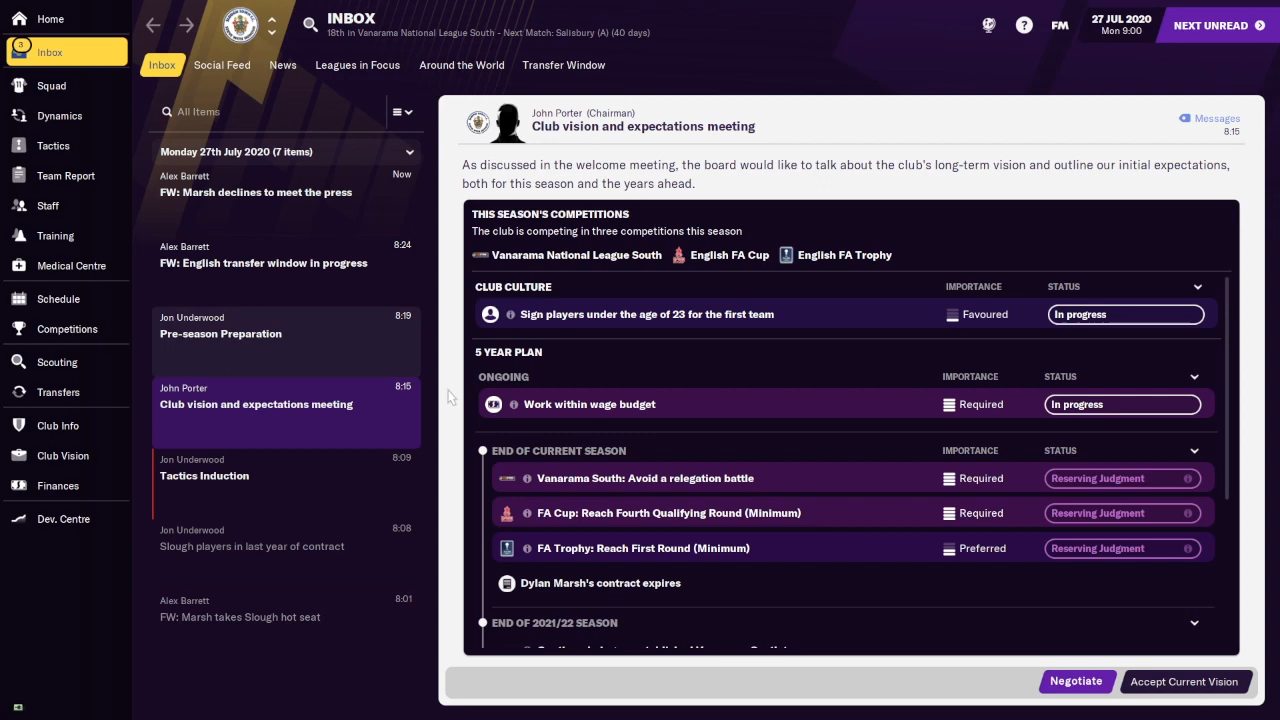 Home
3
Inbox
Squad
Dynamics
Tactics
Team Report
Staff
Training
Medical Centre
Schedule
Competitions
Scouting
Transfers
Club Info
Club Vision
Finances
Dev. Centre
INBOX
18th in Vanarama National League South - Next Match: Salisbury (A) (40 days)
FM
27 JUL 2020
Mon 9:00
NEXT UNREAD
Inbox
Social Feed
News
Leagues in Focus
Around the World
Transfer Window
All Items
Monday 27th July 2020 (7 items)
Alex Barrett Now
FW: Marsh declines to meet the press
Alex Barrett 8:24
FW: English transfer window in progress
Jon Underwood 8:19
Pre-season Preparation
John Porter 8:15
Club vision and expectations meeting
Jon Underwood 8:09
Tactics Induction
Jon Underwood 8:08
Slough players in last year of contract
Alex Barrett 8:01
FW: Marsh takes Slough hot seat
John Porter (Chairman)
Club vision and expectations meeting
Messages
8:15
As discussed in the welcome meeting, the board would like to talk about the club's long-term vision and outline our initial expectations,
both for this season and the years ahead.
THIS SEASON'S COMPETITIONS
The club is competing in three competitions this season
Vanarama National League South English FA Cup English FA Trophy
CLUB CULTURE IMPORTANCE STATUS
Sign players under the age of 23 for the first team Favoured In progress
5 YEAR PLAN
ONGOING IMPORTANCE STATUS
Work within wage budget Required In progress
END OF CURRENT SEASON IMPORTANCE STATUS
Vanarama South: Avoid a relegation battle Required Reserving Judgment
FA Cup: Reach Fourth Qualifying Round (Minimum) Required Reserving Judgment
FA Trophy: Reach First Round (Minimum) Preferred Reserving Judgment
Dylan Marsh's contract expires
END OF 2021/22 SEASON
Negotiate
Accept Current Vision